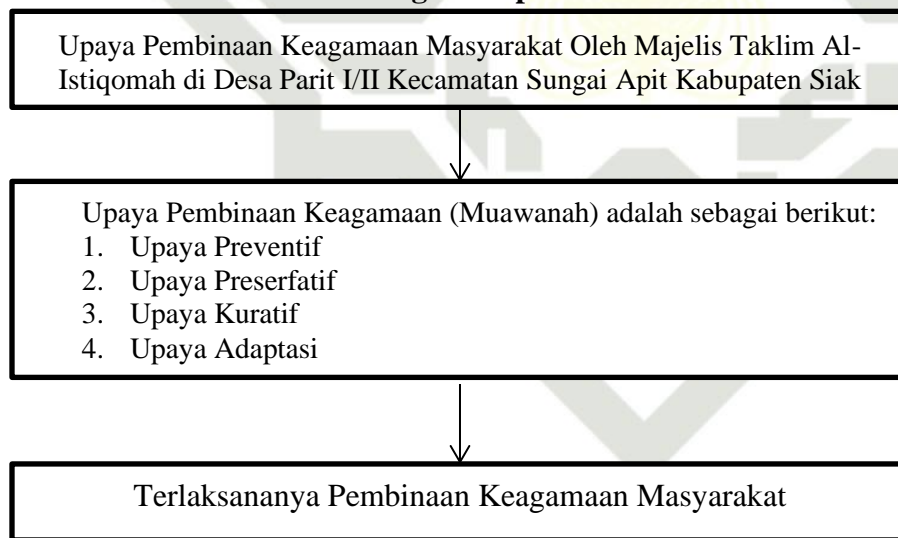 Upaya Pembinaan Keagamaan Masyarakat Oleh Majelis Taklim Al-
Istiqomah di Desa Parit I/II Kecamatan Sungai Apit Kabupaten Siak
Upaya Pembinaan Keagamaan (Muawanah) adalah sebagai berikut:
1. Upaya Preventif
2. Upaya Preserfatif
3. Upaya Kuratif
4. Upaya Adaptasi
Terlaksananya Pembinaan Keagamaan Masyarakat